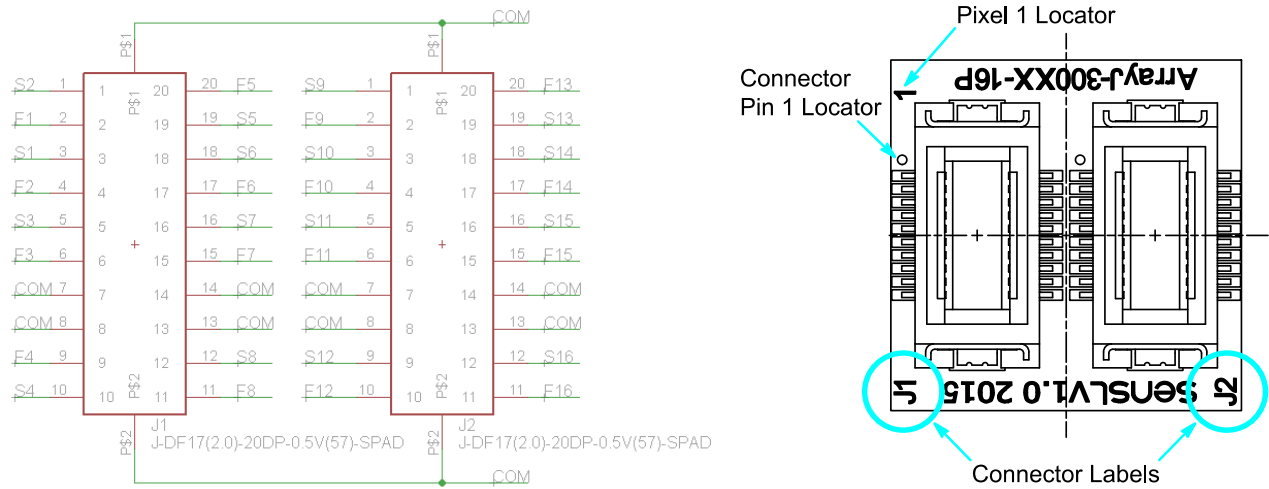 COM
P$1 P$1
S2 1 1 20 20 F5 S9 1 1 20 20 F13
P$1 P$1
F1 2 2 19 19 S5 F9 2 2 19 19 S13
S1 3 3 18 18 S6 S10 3 3 18 18 S14
F2 4 4 17 17 F6 F10 4 4 17 17 F14
S3 5 5 16 16 S7 S11 5 5 16 16 S15
F3 6 6 15 15 F7 F11 6 6 15 15 F15
COM 7 7 14 14 COM COM 7 7 14 14 COM
COM 8 8 13 13 COM COM 8 8 13 13 COM
F4 9 9 12 12 S8 S12 9 9 12 12 S16
P$2 P$2
S4 10 10 11 11 F8 F12 10 10 11 11 F16
J1 J2
J-DF17(2.0)-20DP-0.5V(57)-SPAD J-DF17(2.0)-20DP-0.5V(57)-SPAD
P$2 P$2
COM
Pixel 1 Locator
Connector
Pin 1 Locator
ArrayJ-300XX-16P
1
J1 SenSLV1.0 2015 J2
Connector Labels